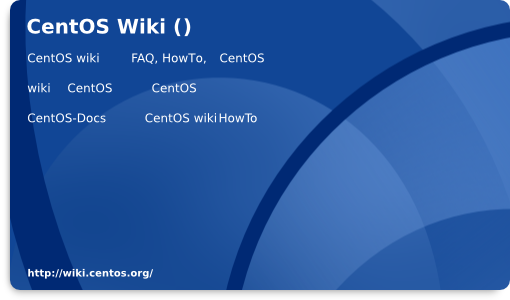 CentOS Wiki ()
CentOS wiki FAQ, HowTo, CentOS
wiki CentOS CentOS
CentOS-Docs CentOS wiki HowTo
http://wiki.centos.org/